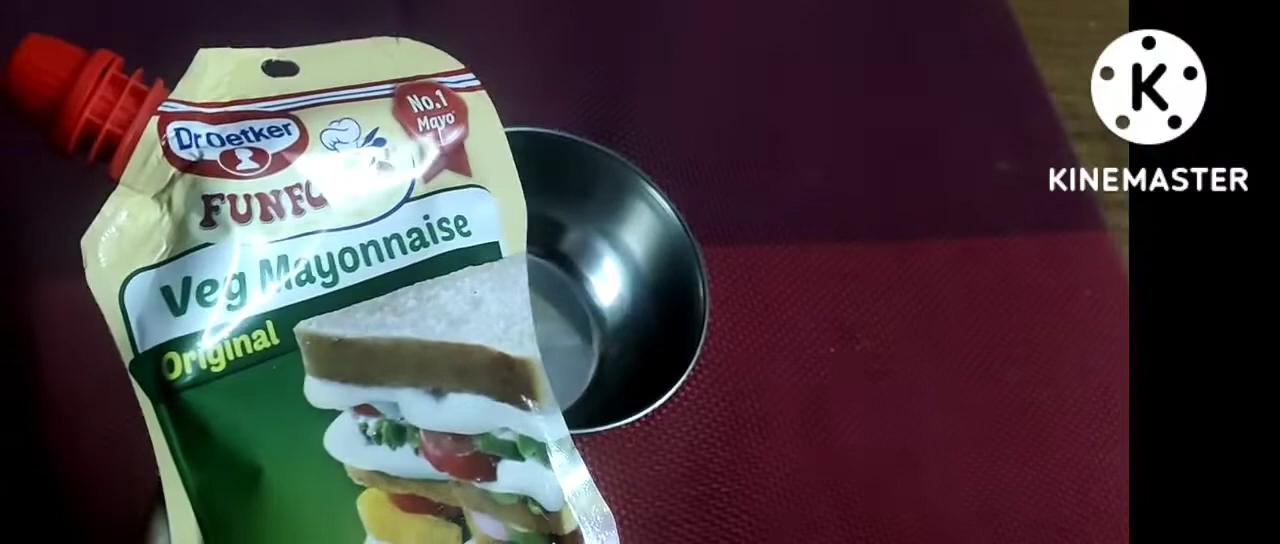 No.1
Mayo
Dr.Oetker
Veg Mayonnaise
Original
K
KINEMASTER